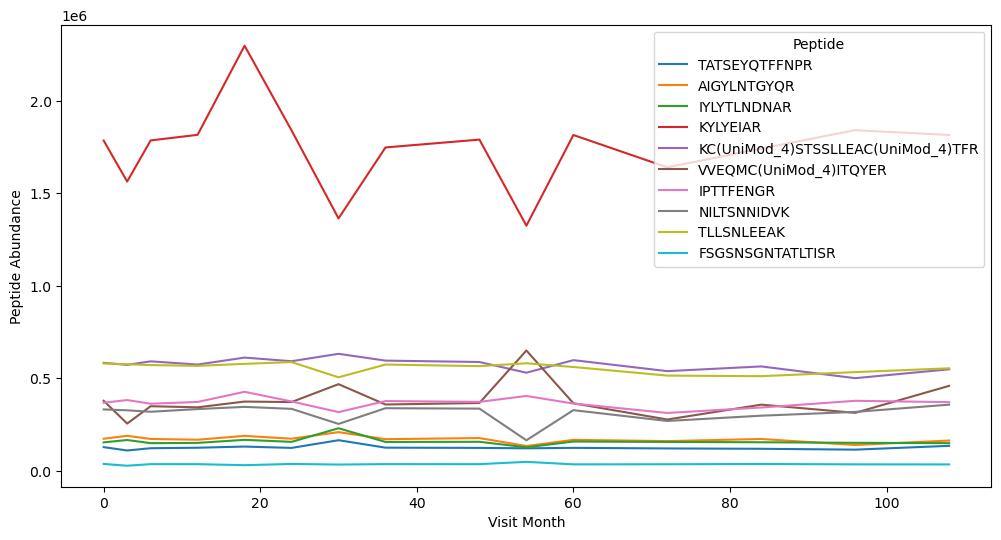 1e6
Peptide
TATSEYQTFFNPR
AIGYLNTGYQR
IYLYTLNDNAR
KYLYEIAR
KC(UniMod_4)STSSLLEAC(UniMod_4)TFR
VVEQMC(UniMod_4)ITQYER
IPTTFENGR
NILTSNNIDVK
TLLSNLEEAK
FSGSNSGNTATLTISR
Peptide Abundance
2.0
1.5
1.0
0.5
0.0
0 20 40 60 80 100
Visit Month